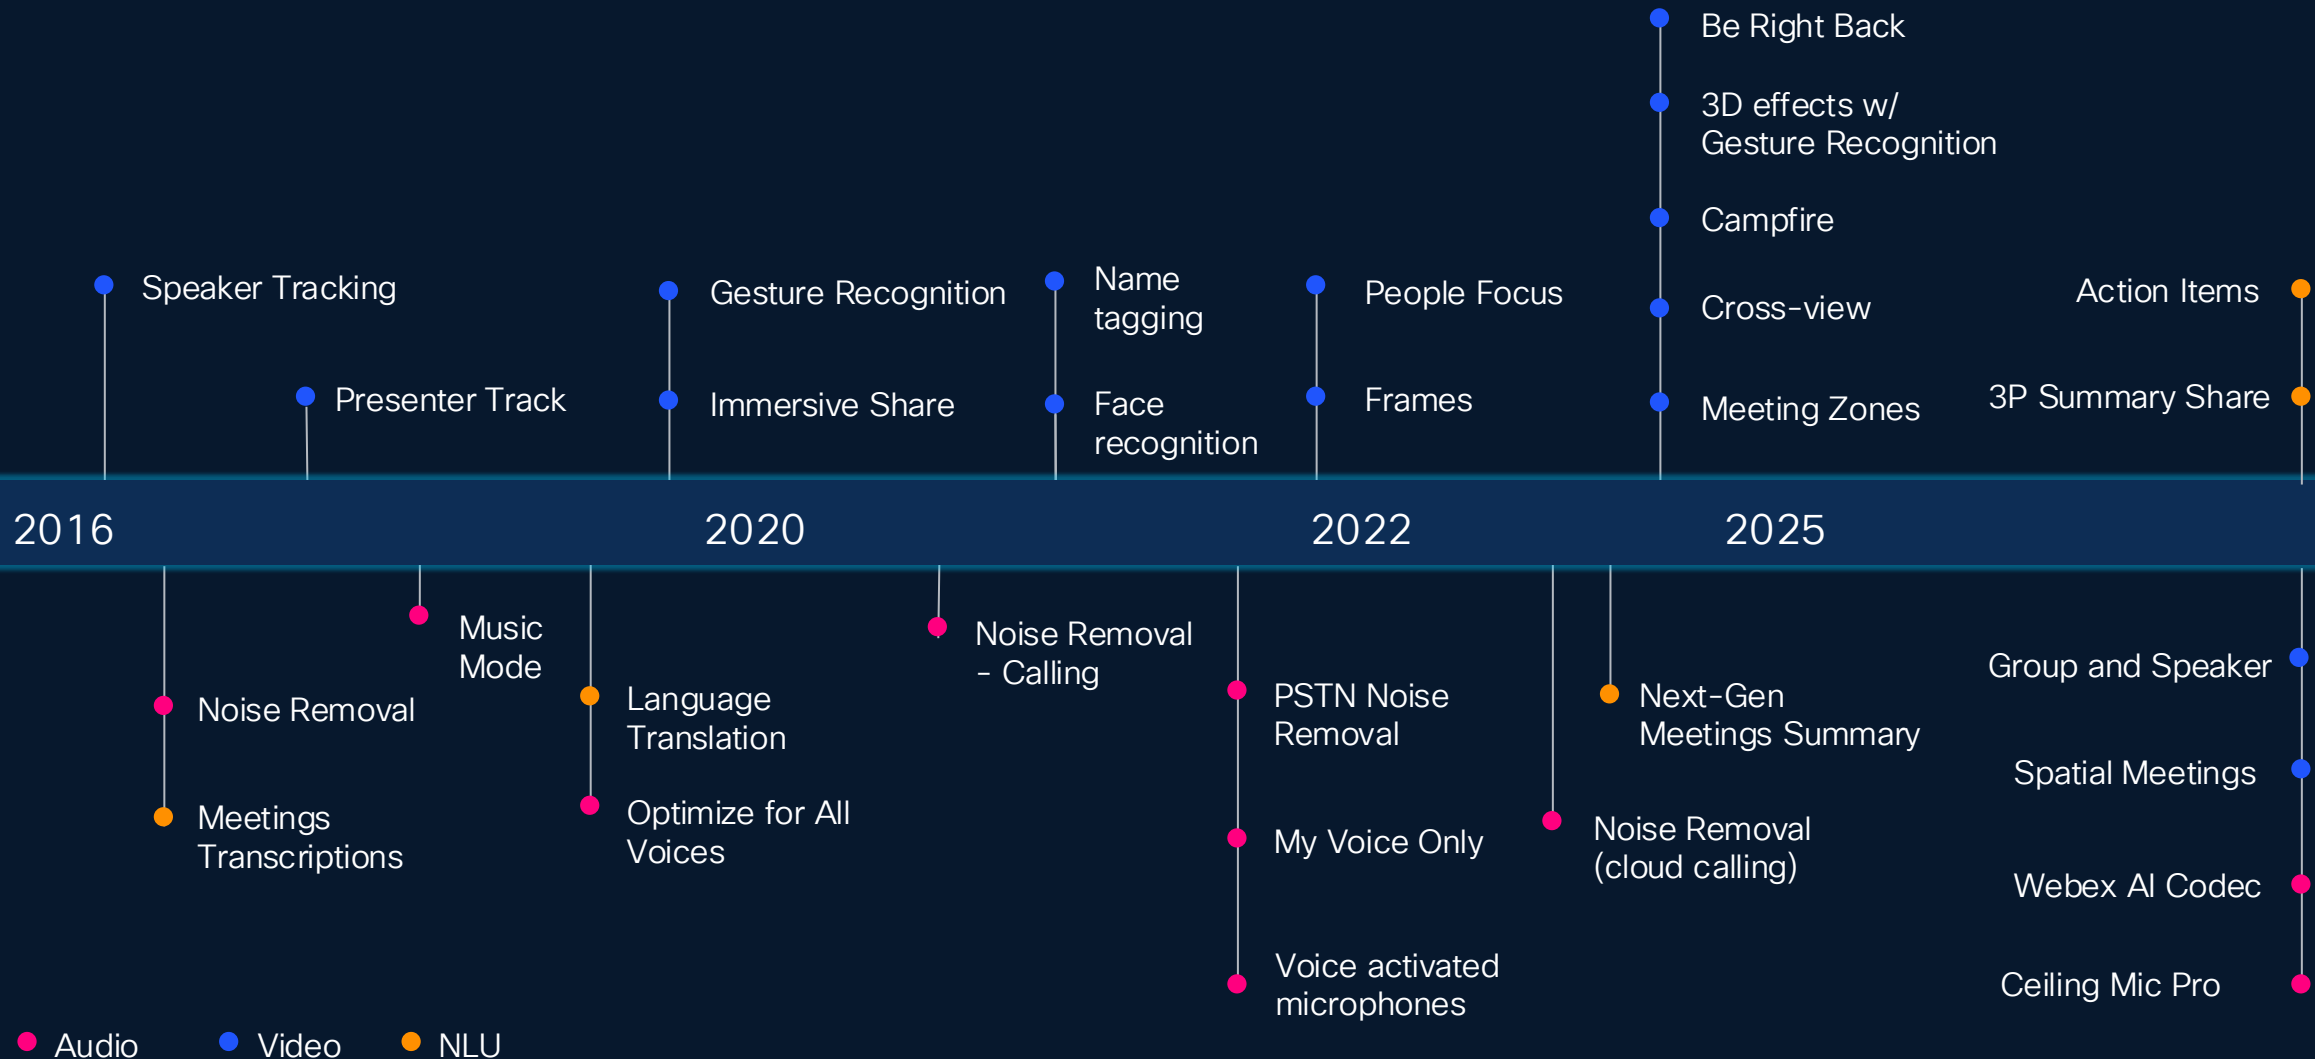 Be Right Back
3D effects w/
Gesture Recognition
Campfire
Cross-view
Meeting Zones
Speaker Tracking
Presenter Track
Gesture Recognition
Immersive Share
Name
tagging
Face
recognition
People Focus
Frames
Action Items
3P Summary Share
2016
2020
2022
2025
Noise Removal
Meetings
Transcriptions
Music
Mode
Language
Translation
Optimize for All
Voices
Noise Removal
- Calling
PSTN Noise
Removal
My Voice Only
Voice activated
microphones
Next-Gen
Meetings Summary
Noise Removal
(cloud calling)
Group and Speaker
Spatial Meetings
Webex AI Codec
Ceiling Mic Pro
Audio
Video
NLU